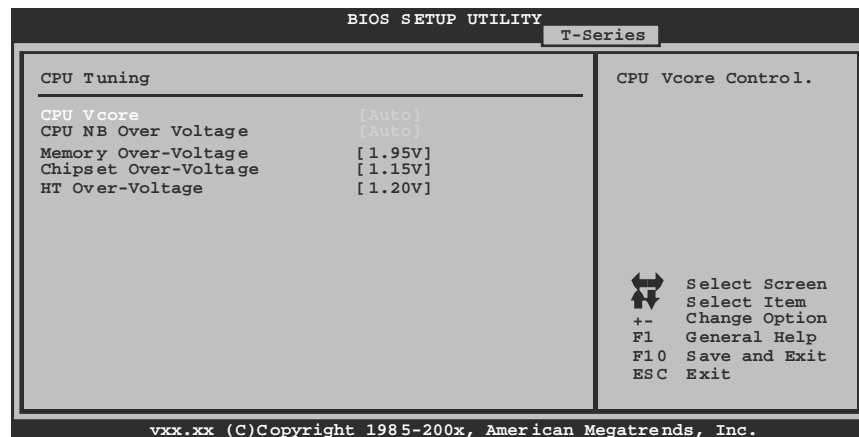 BIOS SETUP UTILITY
T-Series
CPU Tuning
CPU Vcore [Auto]
CPU NB Over Voltage [Auto]
Memory Over-Voltage [1.95V]
Chipset Over-Voltage [1.15V]
HT Over-Voltage [1.20V]
CPU Vcore Control.
Select Screen
Select Item
+- Change Option
F1 General Help
F10 Save and Exit
ESC Exit
vxx.xx (C)Copyright 1985-200x, American Megatrends, Inc.